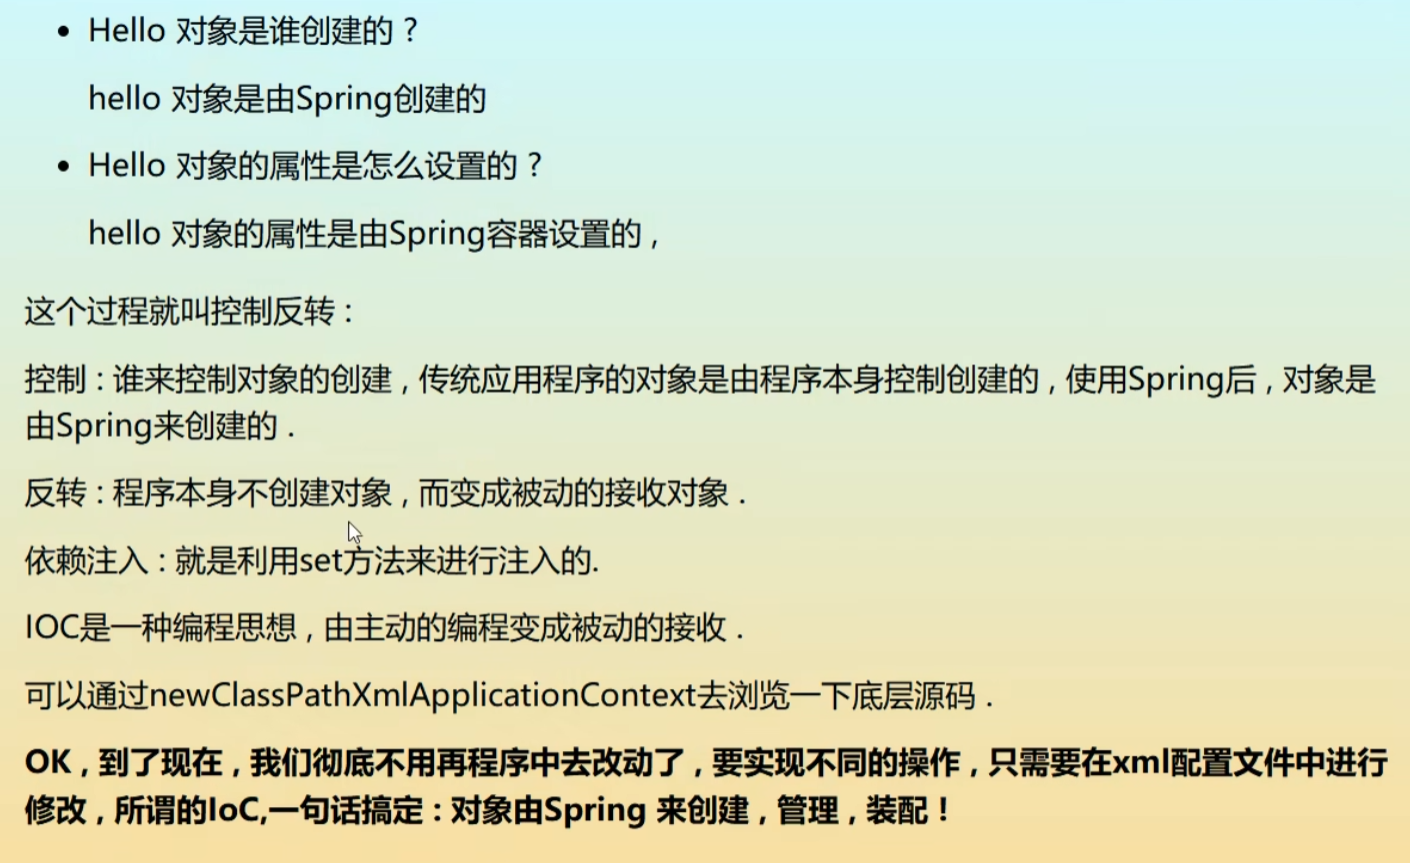 Hello 对象是谁创建的 ?
hello 对象是由Spring创建的
Hello 对象的属性是怎么设置的 ?
hello 对象的属性是由Spring容器设置的 ,
这个过程就叫控制反转 :
控制 : 谁来控制对象的创建 , 传统应用程序的对象是由程序本身控制创建的 , 使用Spring后 , 对象是
由Spring来创建的 .
反转 : 程序本身不创建对象 , 而变成被动的接收对象 .
依赖注入 : 就是利用set方法来进行注入的.
IOC是一种编程思想 , 由主动的编程变成被动的接收 .
可以通过newClassPathXmlApplicationContext去浏览一下底层源码 .
OK , 到了现在 , 我们彻底不用再程序中去改动了 , 要实现不同的操作 , 只需要在xml配置文件中进行
修改 , 所谓的IoC,一句话搞定 : 对象由Spring 来创建 , 管理 , 装配 !